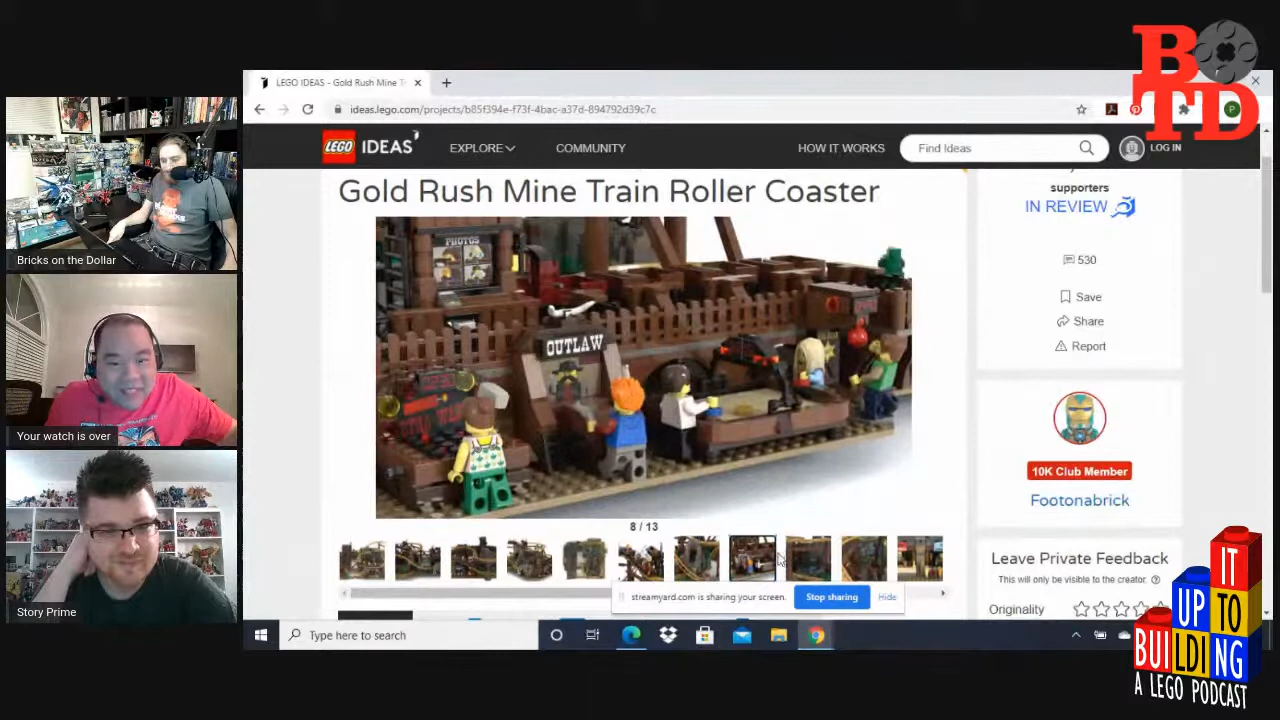 BOTD
LEGO IDEAS - Gold Rush Mine T
ideas.lego.com/projects/b85f394e-f73f-4bac-a37d-894792d39c7c
P
LEGO IDEAS
EXPLORE
COMMUNITY
HOW IT WORKS
Find Ideas
LOG IN
Gold Rush Mine Train Roller Coaster
supporters
IN REVIEW
530
Save
Share
Report
PHOTOS
OUTLAW
8 / 13
10K Club Member
Footonabrick
Leave Private Feedback
This will only be visible to the creator.
Originality
streamyard.com is sharing your screen.
Stop sharing
Hide
Type here to search
Bricks on the Dollar
Your watch is over
Story Prime
BUILDING
UP TO
IT
A LEGO PODCAST